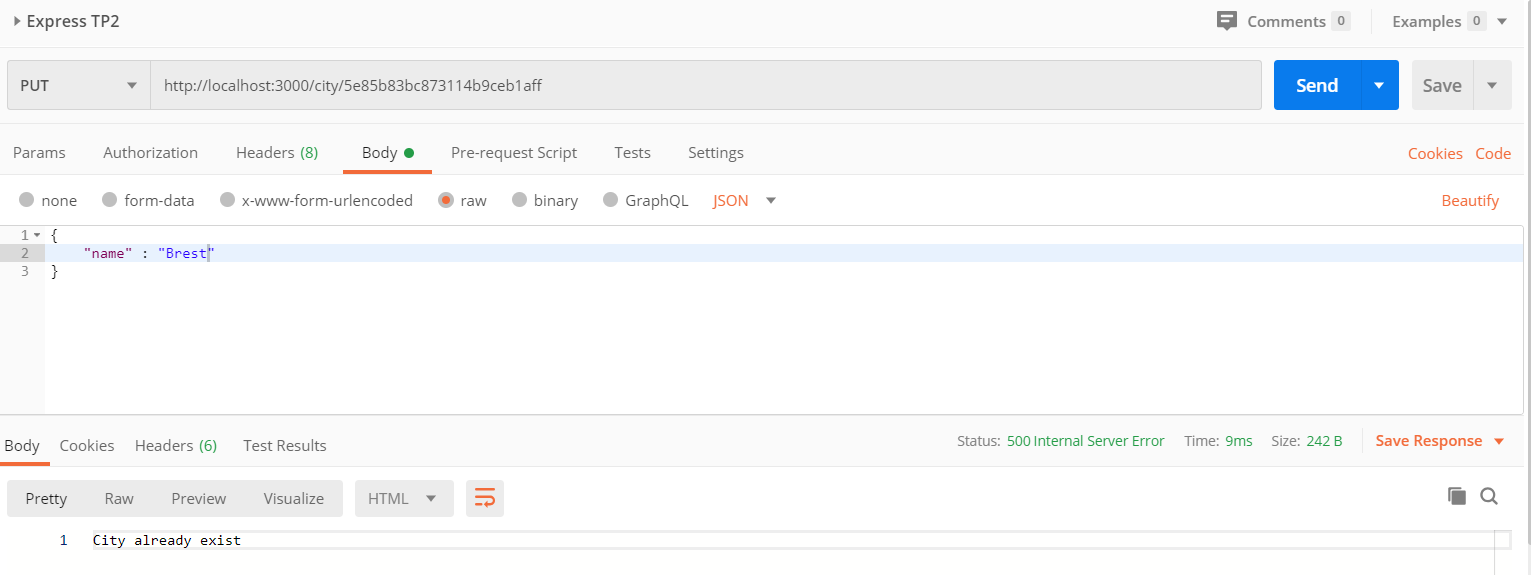 Express TP2 Comments 0 Examples 0
PUT http://localhost:3000/city/5e85b83bc873114b9ceb1aff Send Save
Params Authorization Headers (8) Body Pre-request Script Tests Settings Cookies Code
none form-data x-www-form-urlencoded raw binary GraphQL JSON Beautify
1 {
2 "name" : "Brest"
3 }
Body Cookies Headers (6) Test Results Status: 500 Internal Server Error Time: 9ms Size: 242 B Save Response
Pretty Raw Preview Visualize HTML
1 City already exist